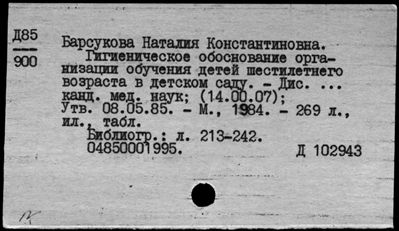 Д85
900
Барсукова Наталия Константиновна.
Гигиеническое обоснование орга-
низации обучения детей шестилетнего
возраста в детском саду. - Дис. ...
канд. мед. наук; (14.00.07);
Утв. 08.05.85. - М., 1984. - 269 л.,
ил., табл.
Библиогр.: л. 213-242.
04850001995. Д 102943